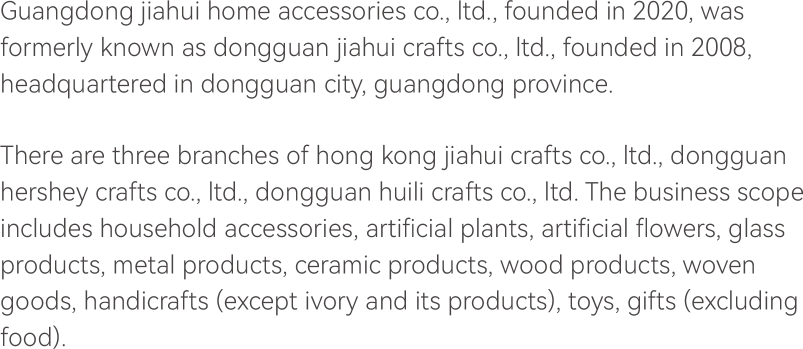 Guangdong jiahui home accessories co., ltd., founded in 2020, was
formerly known as dongguan jiahui crafts co., ltd., founded in 2008,
headquartered in dongguan city, guangdong province.
There are three branches of hong kong jiahui crafts co., ltd., dongguan
hershey crafts co., ltd., dongguan huili crafts co., ltd. The business scope
includes household accessories, artificial plants, artificial flowers, glass
products, metal products, ceramic products, wood products, woven
goods, handicrafts (except ivory and its products), toys, gifts (excluding
food).